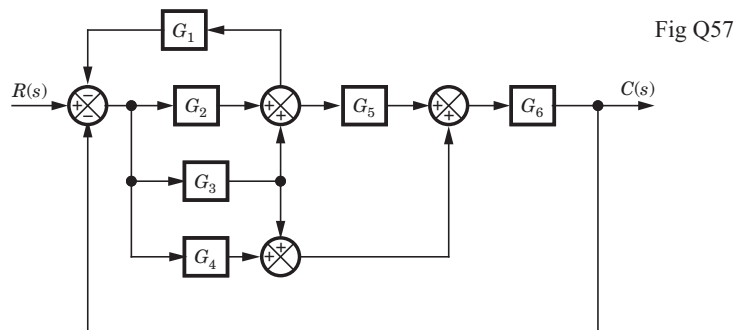 Fig Q57
G₁
R(s) + − − G₂ + + G₅ + + G₆ C(s)
G₃
G₄ + +